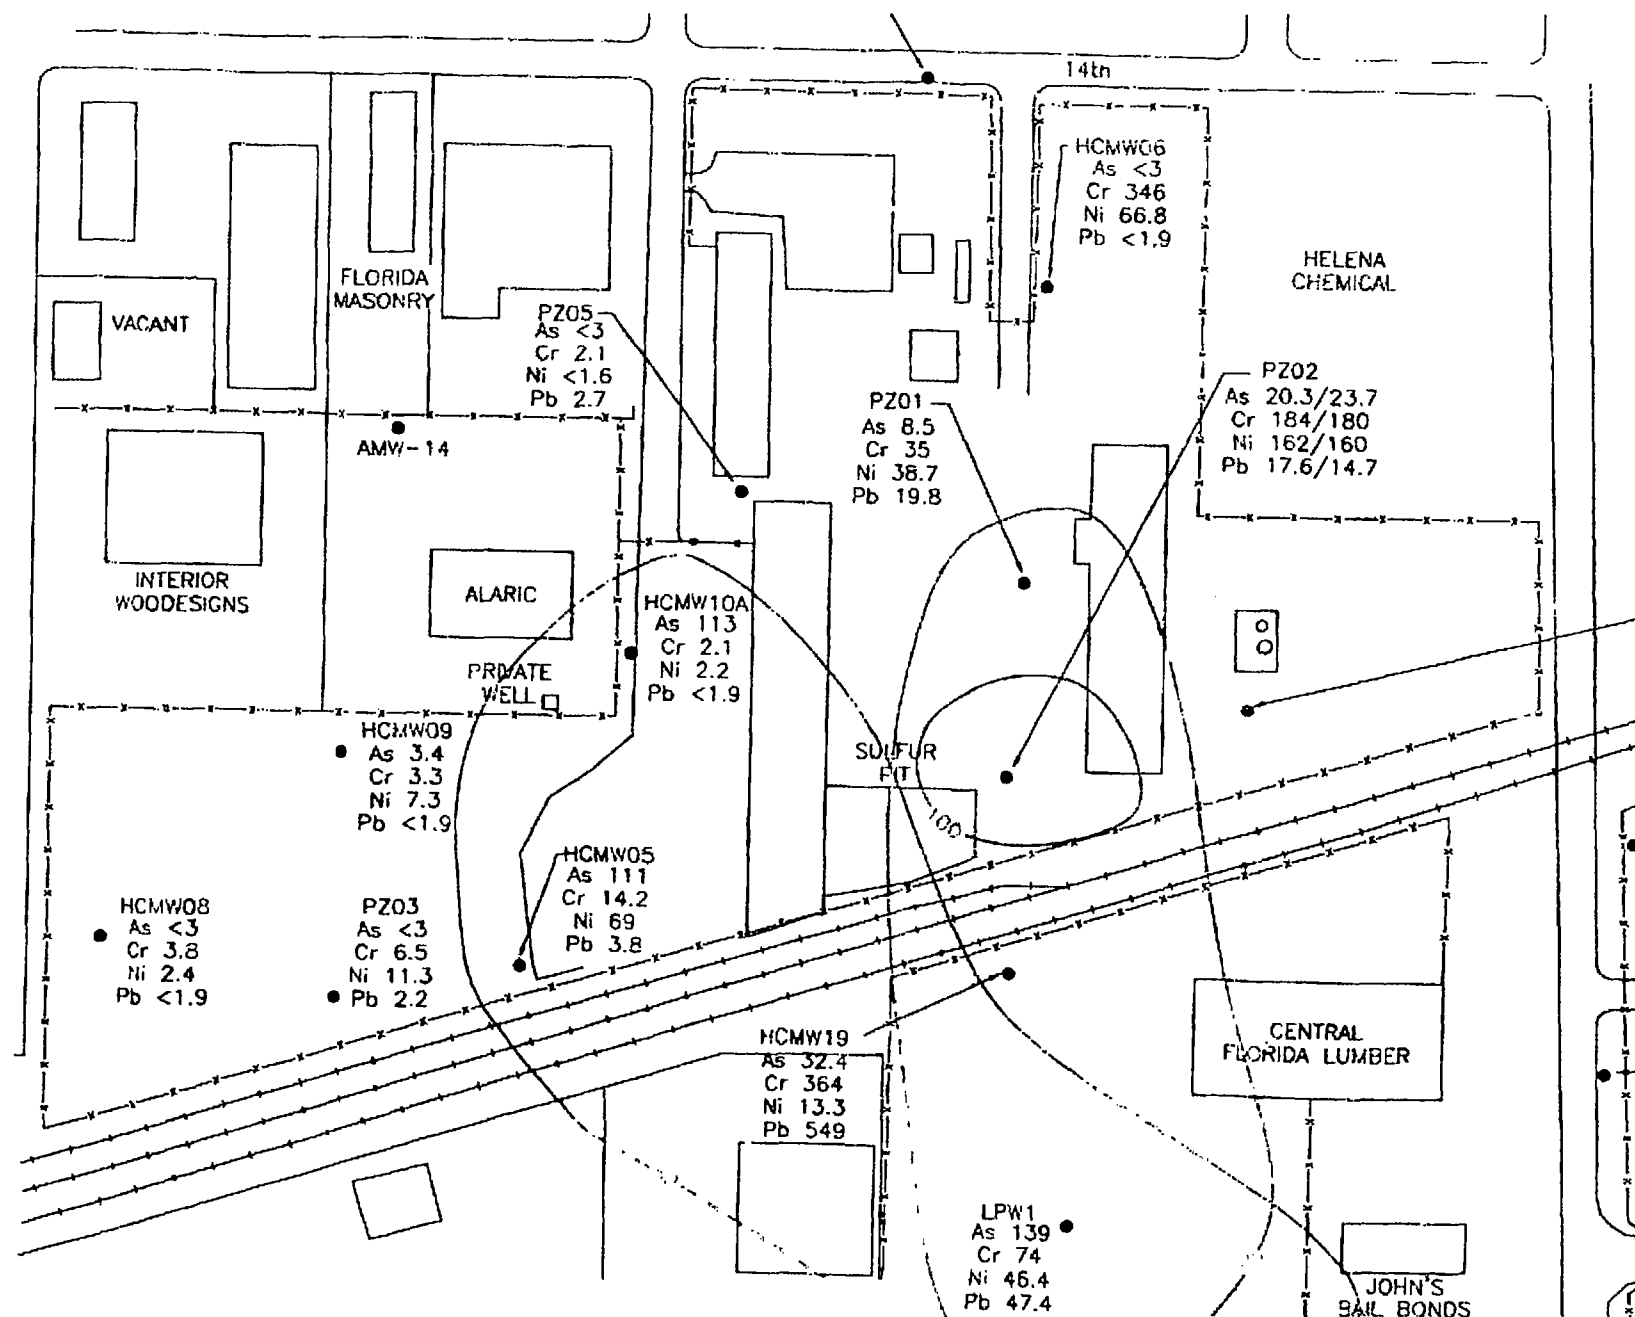 14th
HCMW06
As <3
Cr 346
Ni 66.8
Pb <1.9
HELENA
CHEMICAL
FLORIDA
MASONRY
VACANT
PZ05
As <3
Cr 2.1
Ni <1.6
Pb 2.7
PZ02
As 20.3/23.7
Cr 184/180
Ni 162/160
Pb 17.6/14.7
PZ01
As 8.5
Cr 35
Ni 38.7
Pb 19.8
AMW-14
INTERIOR
WOODESIGNS
ALARIC
HCMW10A
As 113
Cr 2.1
Ni 2.2
Pb <1.9
PRIVATE
WELL
HCMW09
As 3.4
Cr 3.3
Ni 7.3
Pb <1.9
SULFUR
PIT
100
HCMW05
As 111
Cr 14.2
Ni 69
Pb 3.8
HCMW08
As <3
Cr 3.8
Ni 2.4
Pb <1.9
PZ03
As <3
Cr 6.5
Ni 11.3
Pb 2.2
HCMW19
As 32.4
Cr 364
Ni 13.3
Pb 549
CENTRAL
FLORIDA LUMBER
LPW1
As 139
Cr 74
Ni 46.4
Pb 47.4
JOHN'S
BAIL BONDS